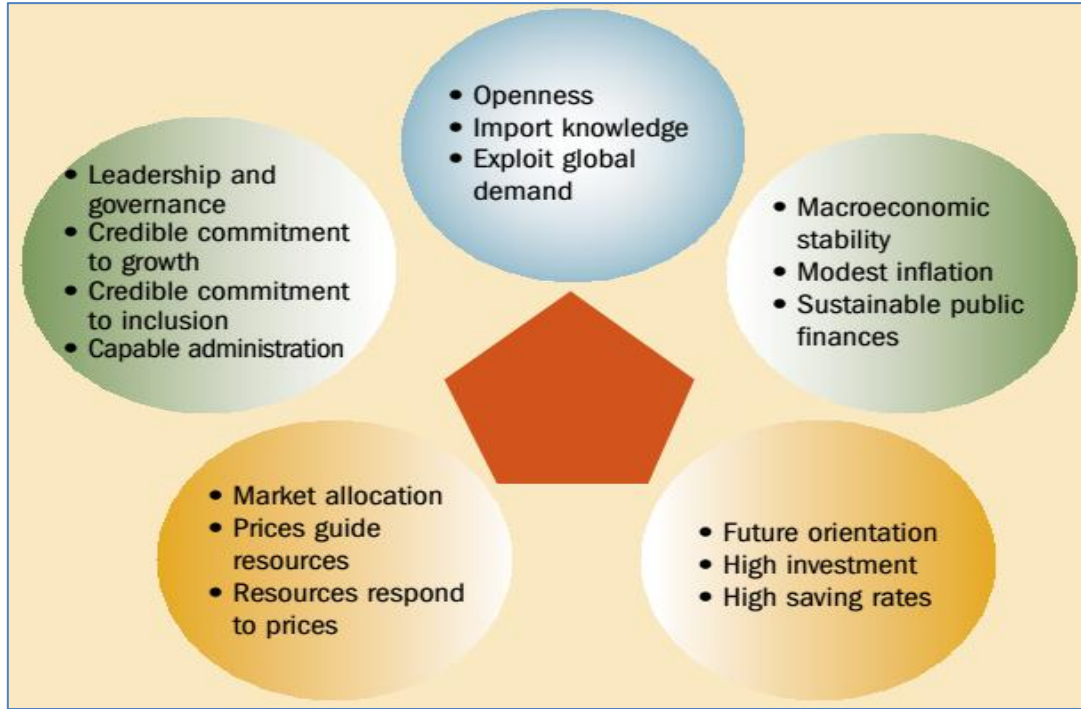 • Openness
• Import knowledge
• Exploit global
demand
• Leadership and
governance
• Credible commitment
to growth
• Credible commitment
to inclusion
• Capable administration
• Macroeconomic
stability
• Modest inflation
• Sustainable public
finances
• Market allocation
• Prices guide
resources
• Resources respond
to prices
• Future orientation
• High investment
• High saving rates